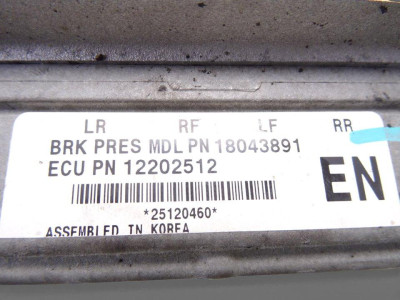 LR RF LF RR
BRK PRES MDL PN 18043891
ECU PN 12202512
EN
*25120460*
ASSEMBLED IN KOREA